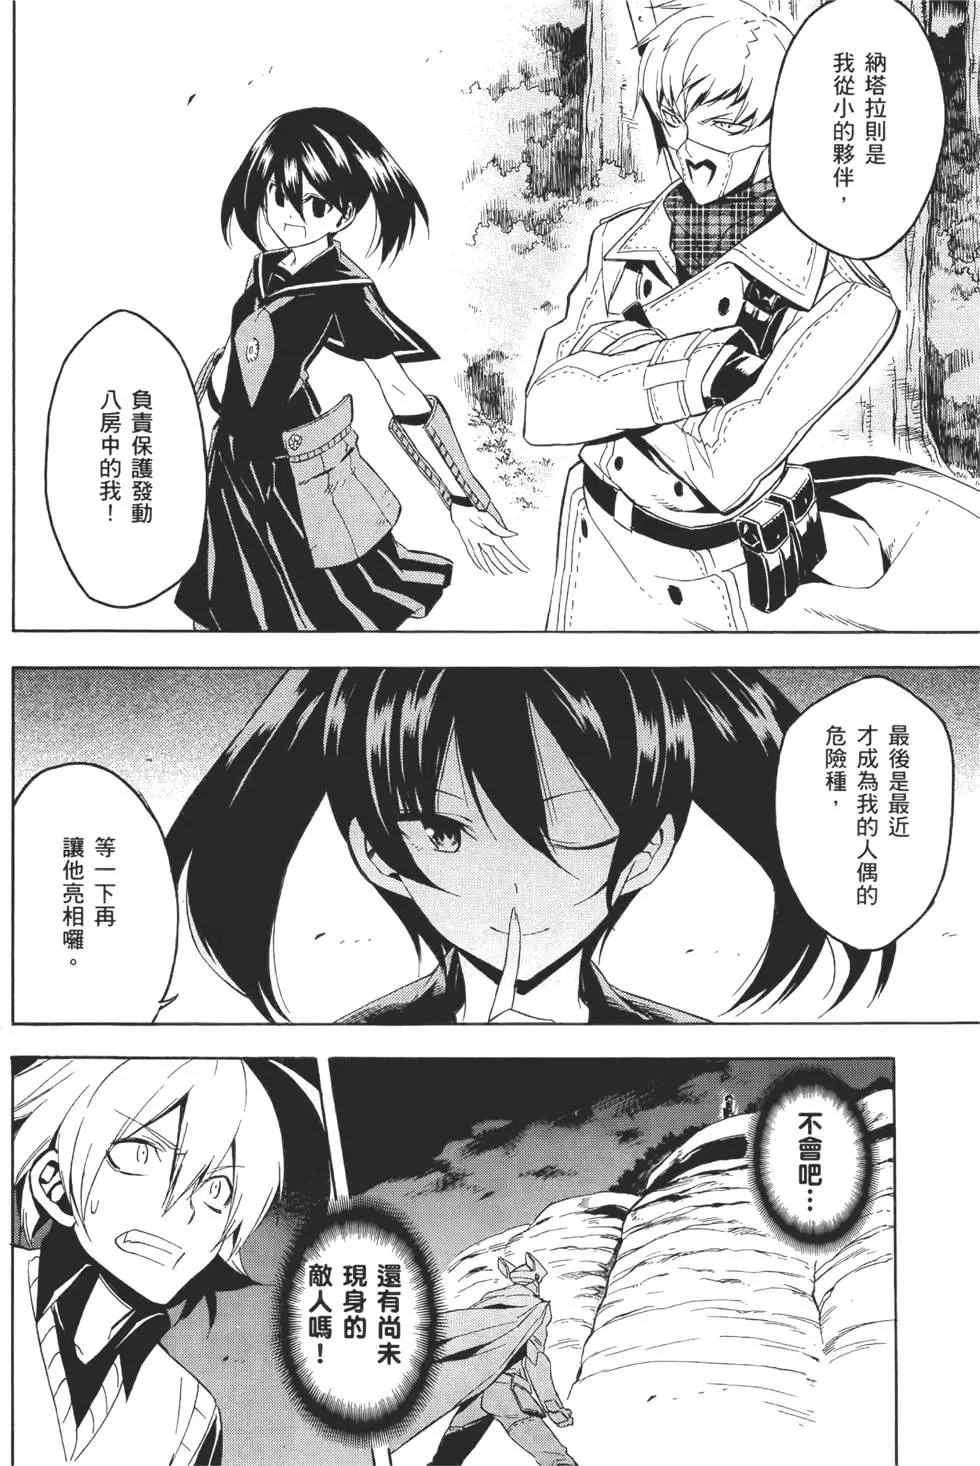 納塔拉則是
我從小的夥伴，
負責保護發動
八房中的我！
最後是最近
才成為我的人偶的
危險種，
等一下再
讓他亮相囉。
不會吧…
還有尚未
現身的
敵人嗎！